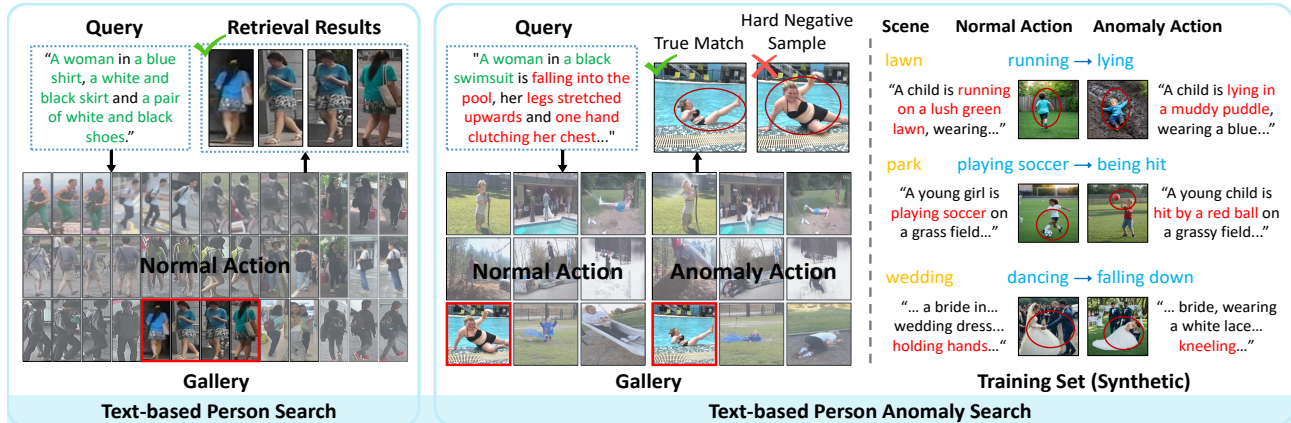 Query
Retrieval Results
“A woman in a blue
shirt, a white and
black skirt and a pair
of white and black
shoes.”
Normal Action
Gallery
Text-based Person Search
Query
"A woman in a black
swimsuit is falling into the
pool, her legs stretched
upwards and one hand
clutching her chest..."
True Match
Hard Negative
Sample
Normal Action
Anomaly Action
Gallery
Scene
Normal Action
Anomaly Action
lawn
running → lying
“A child is running
on a lush green
lawn, wearing...”
“A child is lying in
a muddy puddle,
wearing a blue...”
park
playing soccer → being hit
“A young girl is
playing soccer on
a grass field...”
“A young child is
hit by a red ball on
a grassy field...”
wedding
dancing → falling down
“... a bride in...
wedding dress...
holding hands...“
“... bride, wearing
a white lace...
kneeling...”
Training Set (Synthetic)
Text-based Person Anomaly Search